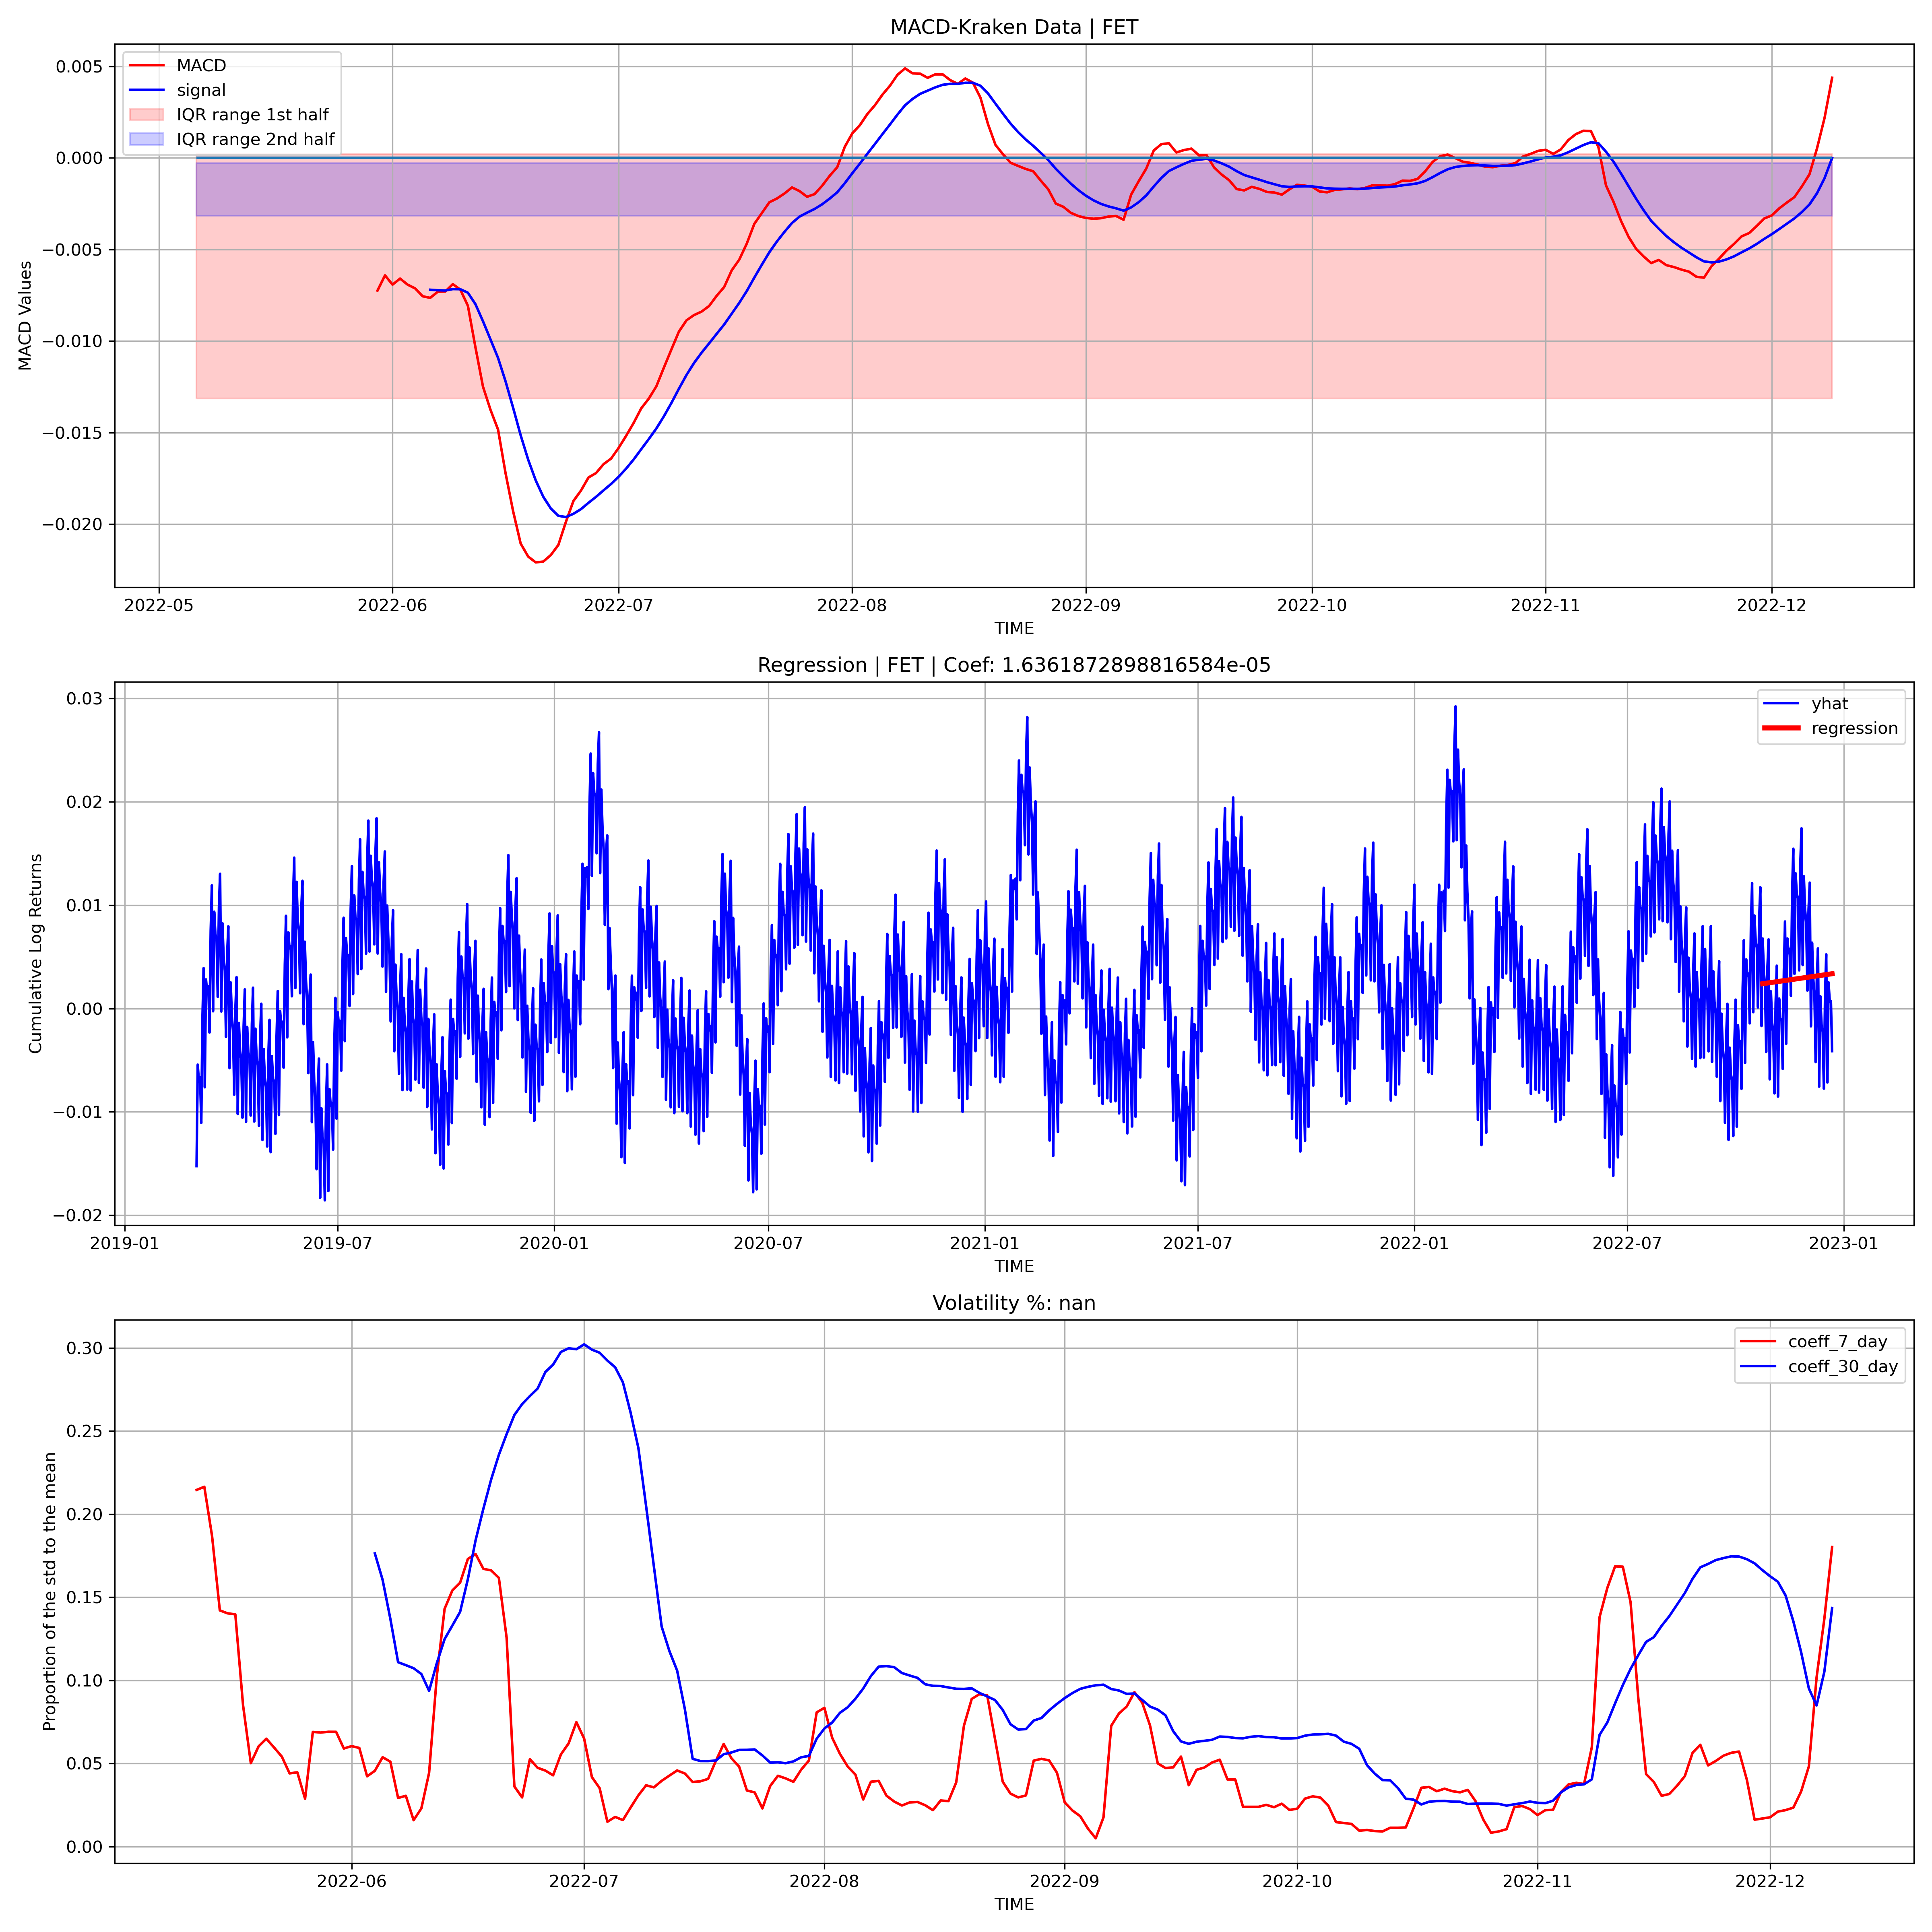 MACD-Kraken Data | FET
MACD
signal
IQR range 1st half
IQR range 2nd half
MACD Values
0.005
0.000
−0.005
−0.010
−0.015
−0.020
2022-05 2022-06 2022-07 2022-08 2022-09 2022-10 2022-11 2022-12
TIME
Regression | FET | Coef: 1.6361872898816584e-05
yhat
regression
Cumulative Log Returns
0.03
0.02
0.01
0.00
−0.01
−0.02
2019-01 2019-07 2020-01 2020-07 2021-01 2021-07 2022-01 2022-07 2023-01
TIME
Volatility %: nan
coeff_7_day
coeff_30_day
Proportion of the std to the mean
0.30
0.25
0.20
0.15
0.10
0.05
0.00
2022-06 2022-07 2022-08 2022-09 2022-10 2022-11 2022-12
TIME